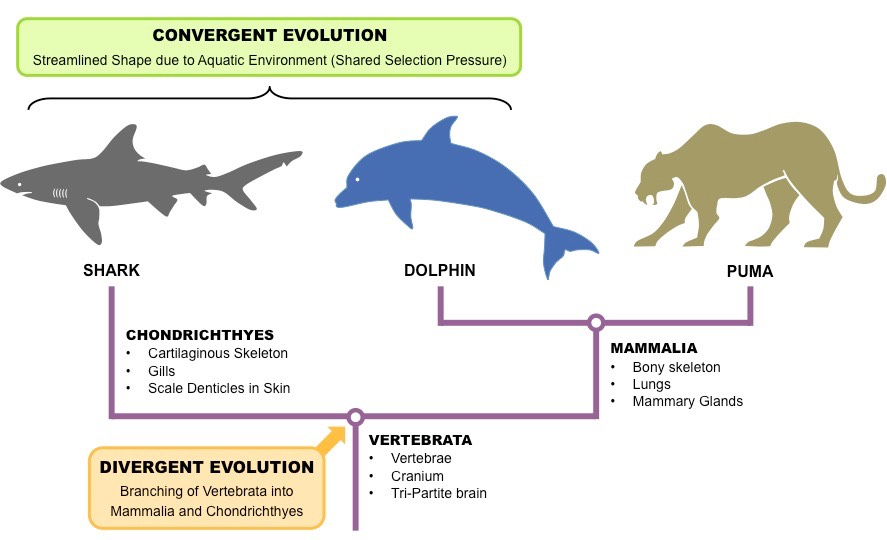 CONVERGENT EVOLUTION
Streamlined Shape due to Aquatic Environment (Shared Selection Pressure)
SHARK
DOLPHIN
PUMA
CHONDRICHTHYES
• Cartilaginous Skeleton
• Gills
• Scale Denticles in Skin
MAMMALIA
• Bony skeleton
• Lungs
• Mammary Glands
VERTEBRATA
• Vertebrae
• Cranium
• Tri-Partite brain
DIVERGENT EVOLUTION
Branching of Vertebrata into
Mammalia and Chondrichthyes